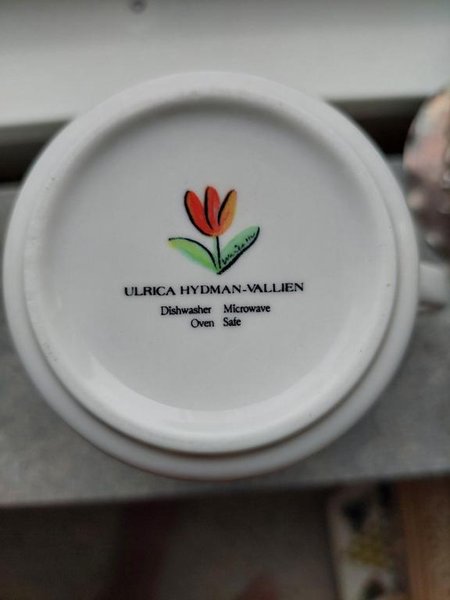 ULRICA HYDMAN-VALLIEN
Dishwasher Microwave
Oven Safe